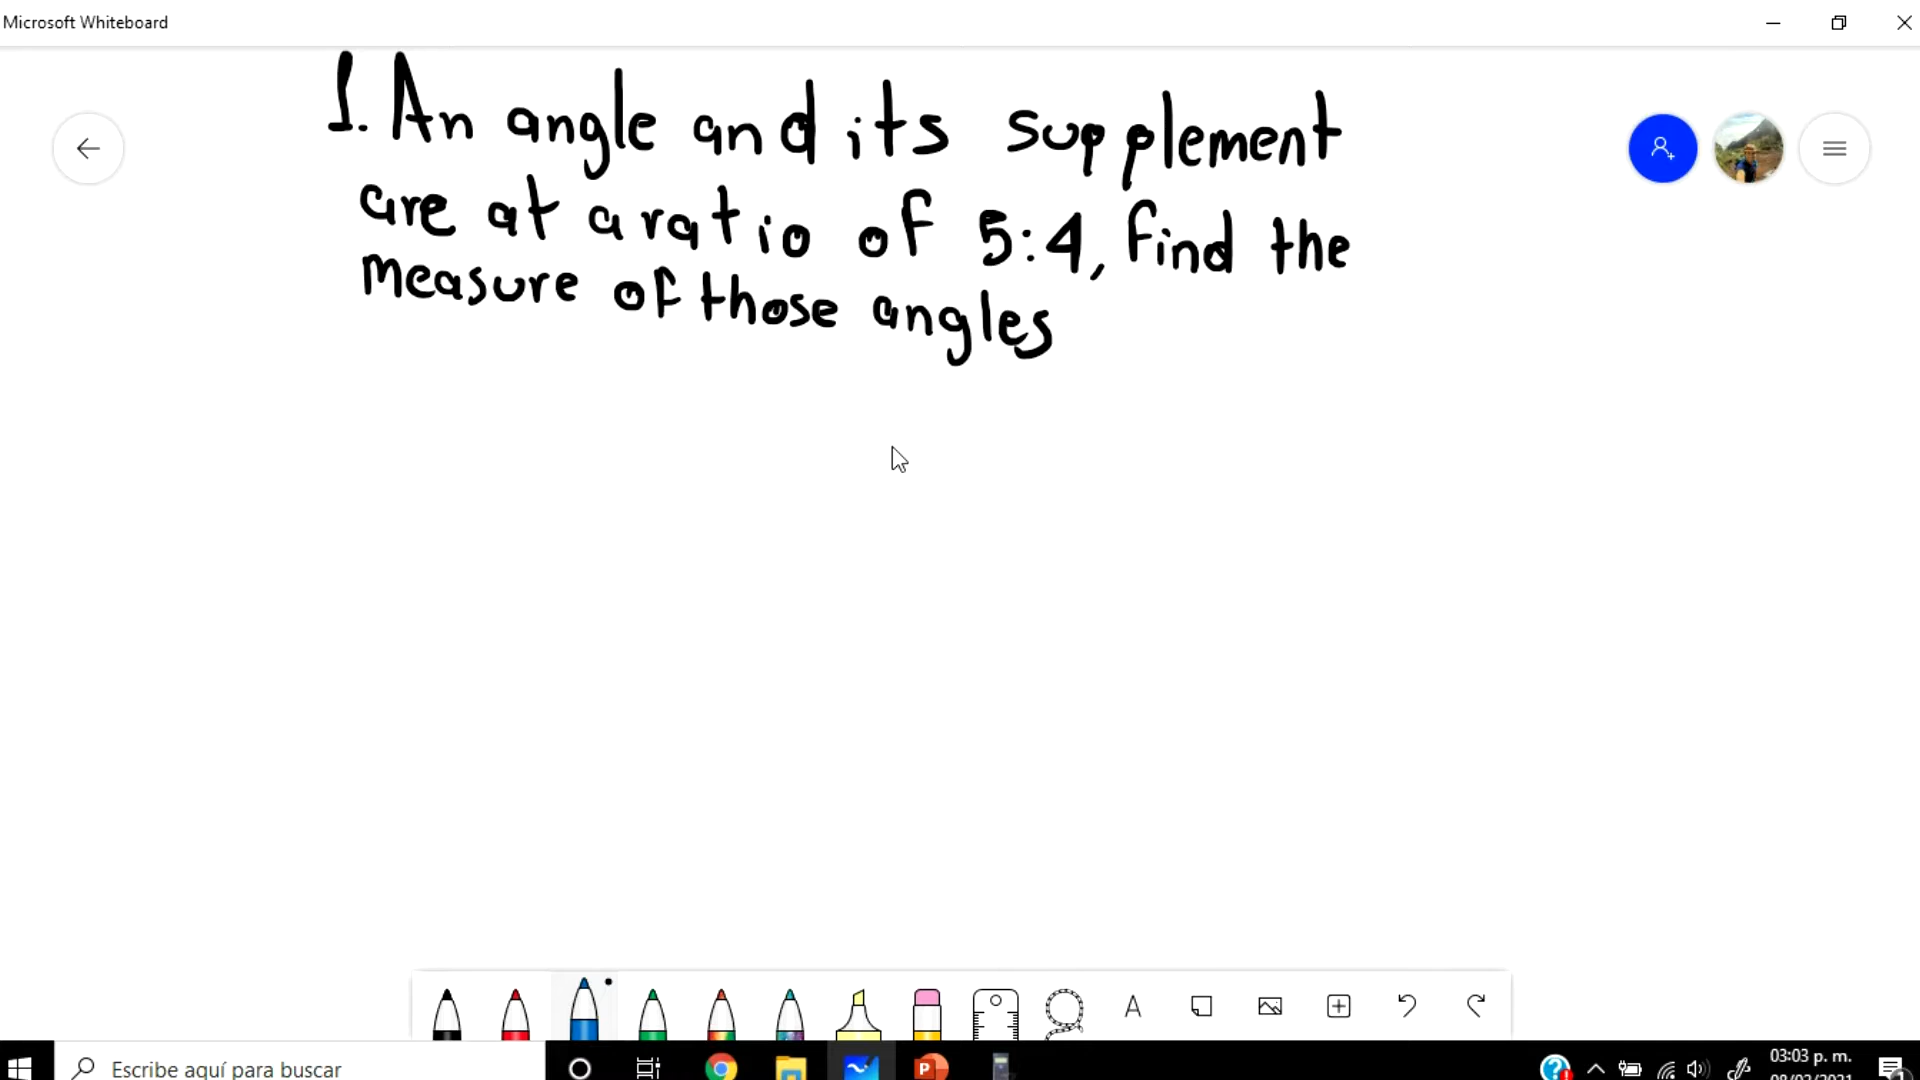 Microsoft Whiteboard
1. An angle and its supplement
are at a ratio of 5:4, find the
measure of those angles
A
Escribe aquí para buscar
P
03:03 p. m.